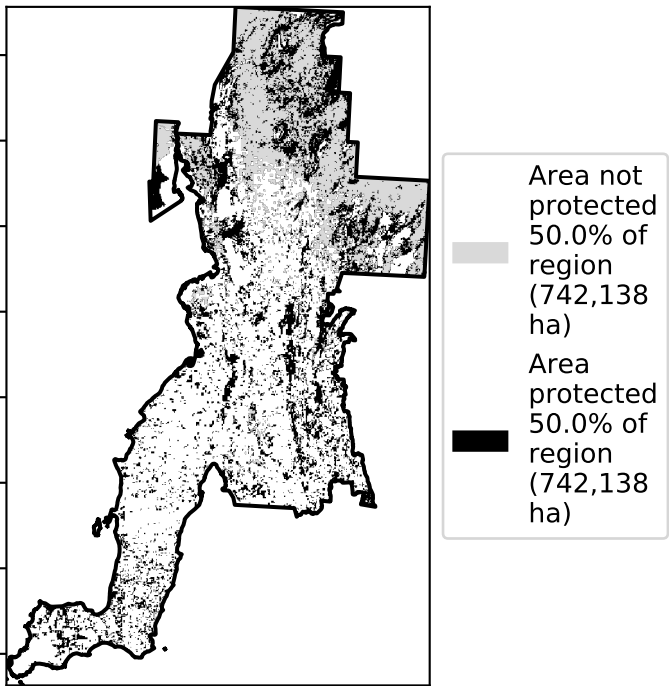 Area not
protected
50.0% of
region
(742,138
ha)
Area
protected
50.0% of
region
(742,138
ha)